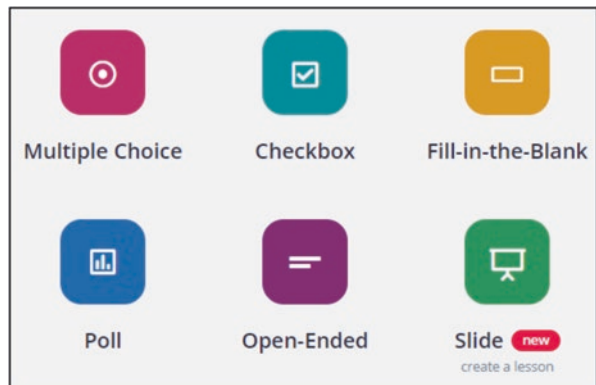 Multiple Choice
Checkbox
Fill-in-the-Blank
Poll
Open-Ended
Slide new
create a lesson